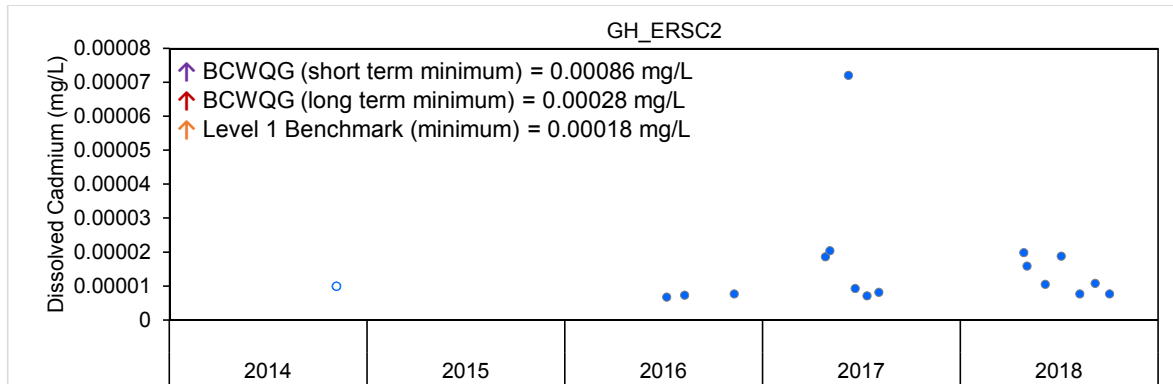 GH_ERSC2
Dissolved Cadmium (mg/L)
0.00008
0.00007
0.00006
0.00005
0.00004
0.00003
0.00002
0.00001
0
↑ BCWQG (short term minimum) = 0.00086 mg/L
↑ BCWQG (long term minimum) = 0.00028 mg/L
↑ Level 1 Benchmark (minimum) = 0.00018 mg/L
2014 2015 2016 2017 2018